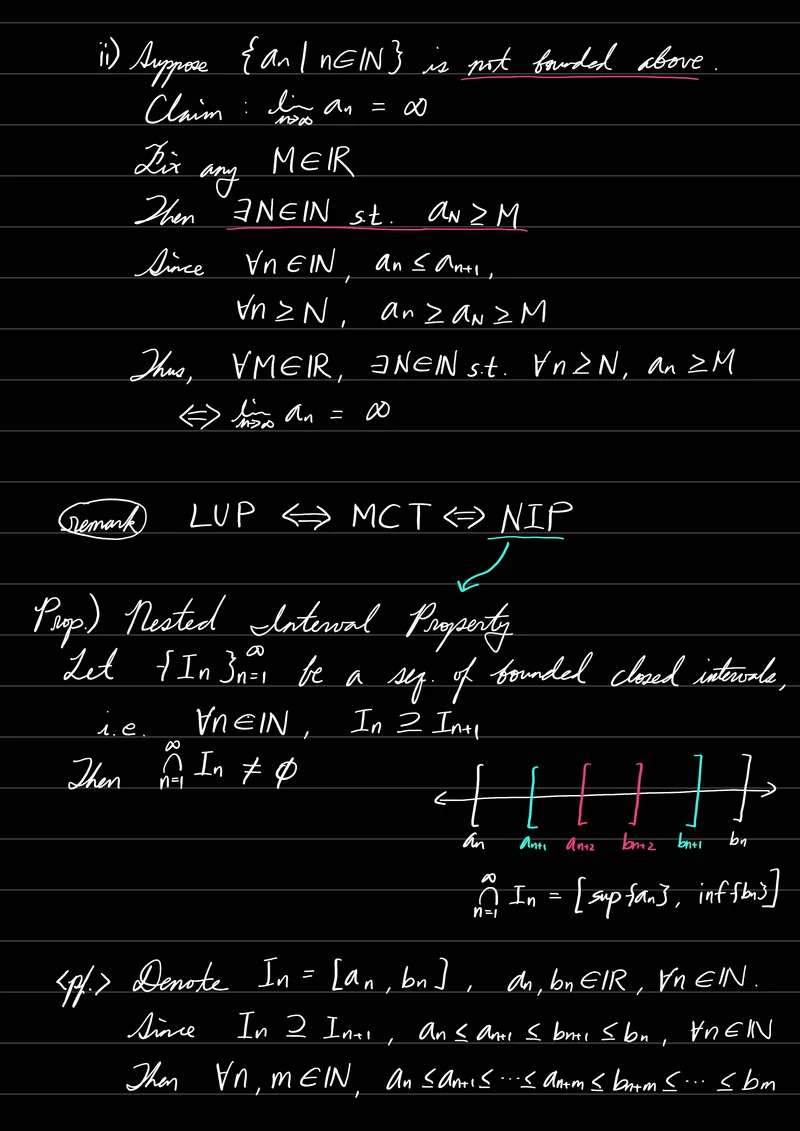 ii) Suppose {an | n∈ℕ} is not bounded above.
Claim : lim n→∞ an = ∞
Fix any M∈ℝ
Then ∃N∈ℕ s.t. aN ≥ M
Since ∀n∈ℕ, an ≤ an+1,
∀n ≥ N, an ≥ aN ≥ M
Thus, ∀M∈ℝ, ∃N∈ℕ s.t. ∀n ≥ N, an ≥ M
⇔ lim n→∞ an = ∞
remark LUP ⇔ MCT ⇔ NIP
Prop.) Nested Interval Property
Let {In}∞n=1 be a seq. of bounded closed intervals,
i.e. ∀n∈ℕ, In ⊇ In+1
Then ∞∩n=1 In ≠ ∅
an an+1 an+2 bn+2 bn+1 bn
∞∩n=1 In = [sup{an}, inf{bn}]
<pf.> Denote In = [an, bn], an, bn∈ℝ, ∀n∈ℕ.
Since In ⊇ In+1, an ≤ an+1 ≤ bn+1 ≤ bn, ∀n∈ℕ
Then ∀n, m∈ℕ, an ≤ an+1 ≤ ··· ≤ an+m ≤ bn+m ≤ ··· ≤ bm